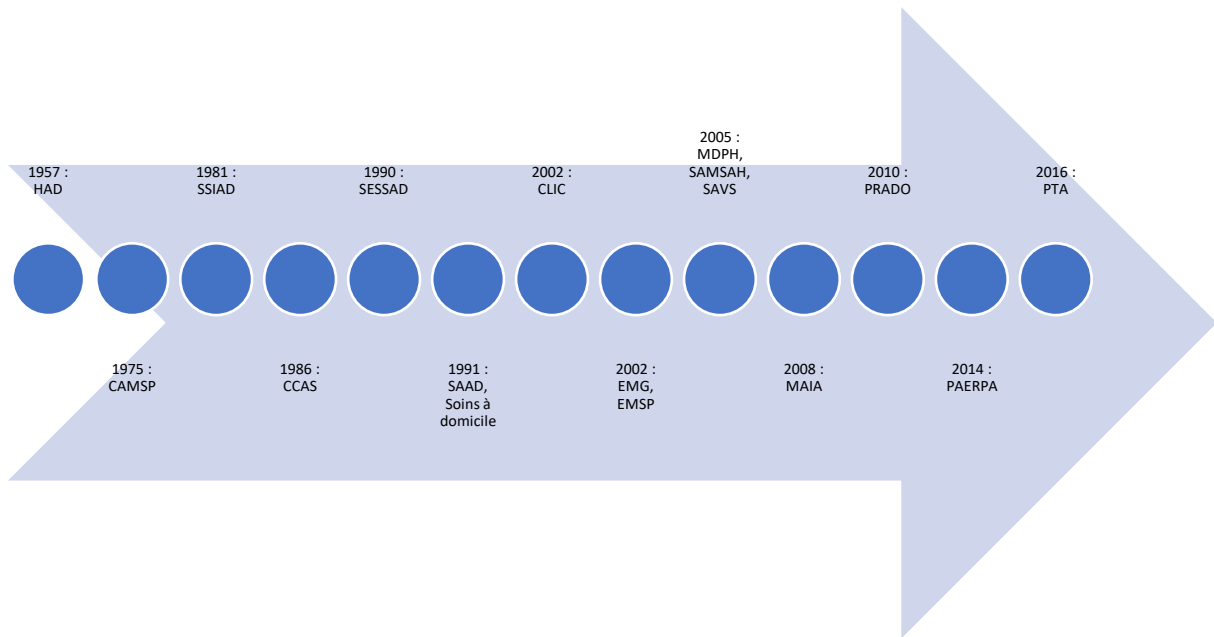 1957 :
HAD
1975 :
CAMSP
1981 :
SSIAD
1986 :
CCAS
1990 :
SESSAD
1991 :
SAAD,
Soins à
domicile
2002 :
CLIC
2002 :
EMG,
EMSP
2005 :
MDPH,
SAMSAH,
SAVS
2008 :
MAIA
2010 :
PRADO
2014 :
PAERPA
2016 :
PTA